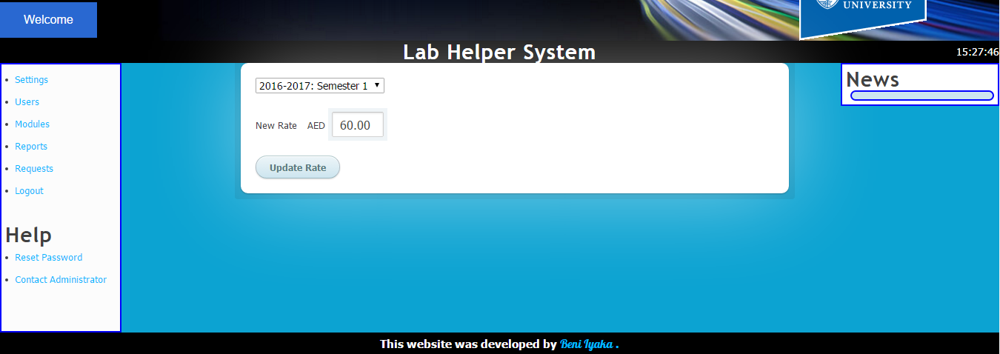 Welcome
UNIVERSITY
Lab Helper System
15:27:46
Settings
Users
Modules
Reports
Requests
Logout
Help
Reset Password
Contact Administrator
2016-2017: Semester 1
New Rate AED 60.00
Update Rate
News
This website was developed by Beni Iyaka .